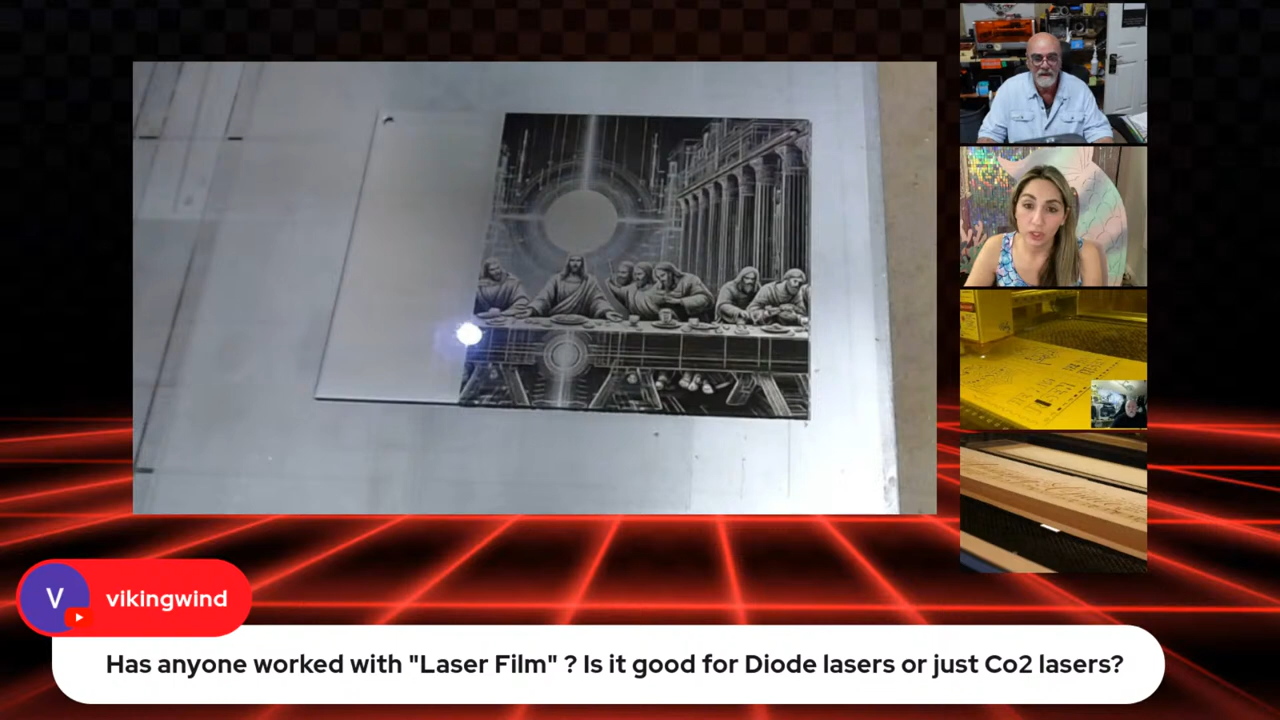 V
vikingwind
Has anyone worked with "Laser Film" ? Is it good for Diode lasers or just Co2 lasers?